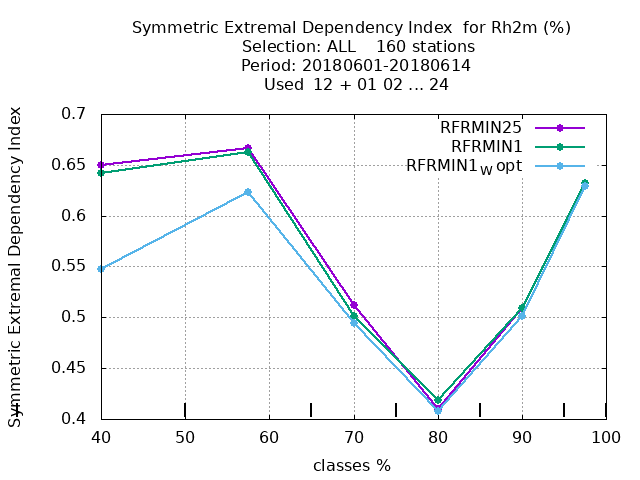 Symmetric Extremal Dependency Index  for Rh2m (%)
Selection: ALL    160 stations
Period: 20180601-20180614
Used  12 + 01 02 ... 24
Symmetric Extremal Dependency Index
0.7
0.65
0.6
0.55
0.5
0.45
0.4
RFRMIN25
RFRMIN1
RFRMIN1W opt
40 50 60 70 80 90 100
classes %